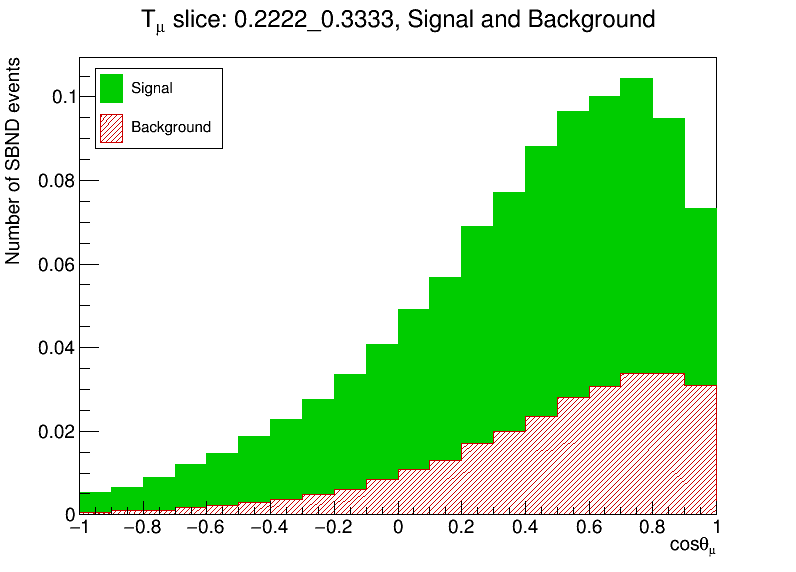 Tμ slice: 0.2222_0.3333, Signal and Background
Number of SBND events
Signal
Background
0.1
0.08
0.06
0.04
0.02
0
−1 −0.8 −0.6 −0.4 −0.2 0 0.2 0.4 0.6 0.8 1
cosθμ